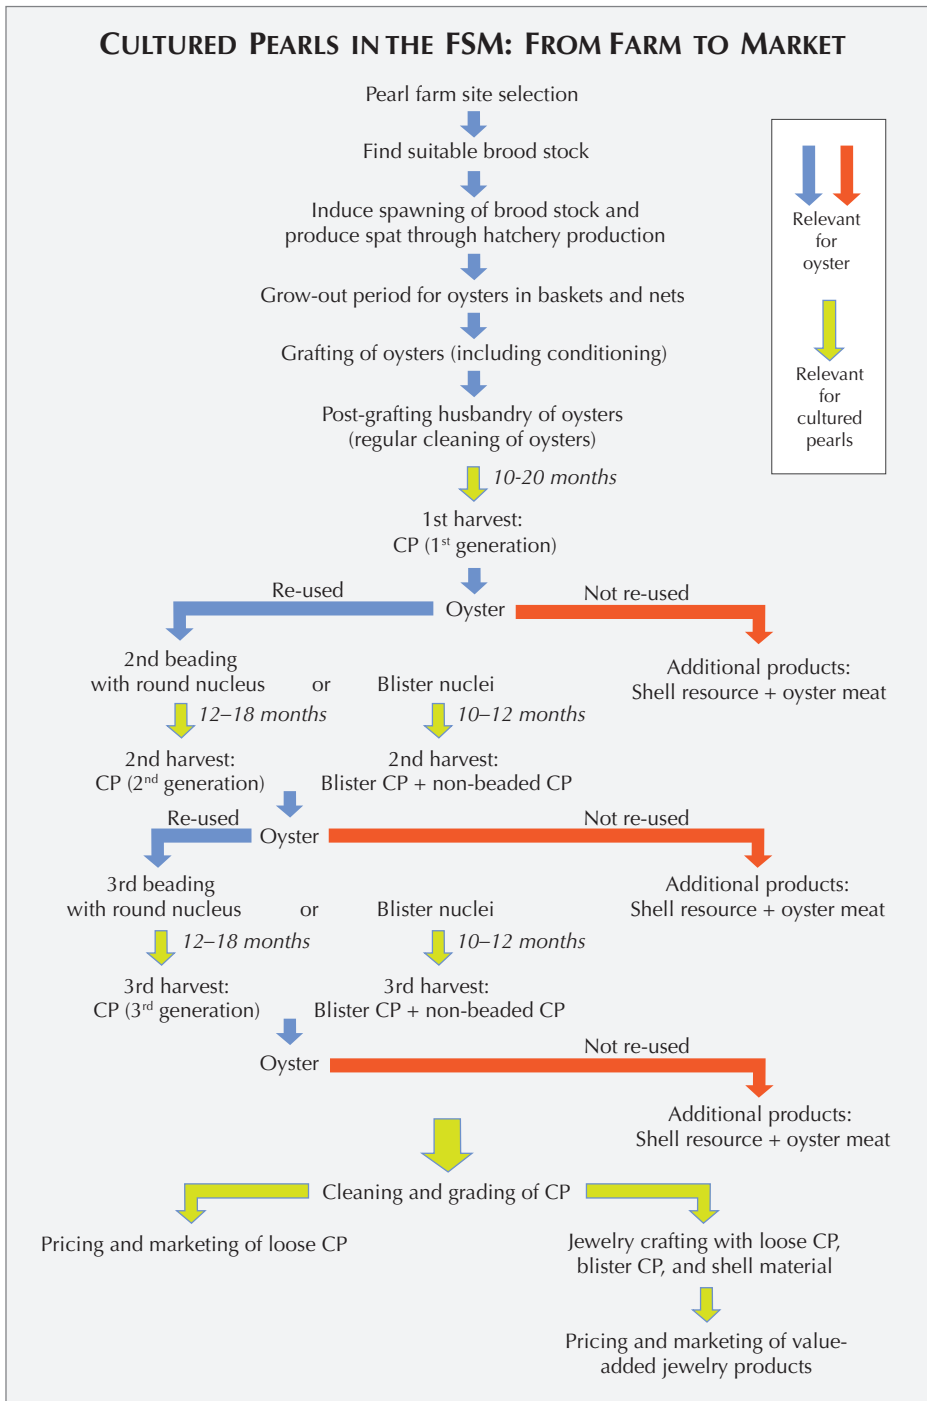 CULTURED PEARLS IN THE FSM: FROM FARM TO MARKET
Pearl farm site selection
Find suitable brood stock
Induce spawning of brood stock and
produce spat through hatchery production
Grow-out period for oysters in baskets and nets
Grafting of oysters (including conditioning)
Post-grafting husbandry of oysters
(regular cleaning of oysters)
Relevant
for
oyster
Relevant
for
cultured
pearls
10-20 months
1st harvest:
CP (1st generation)
Re-used
Oyster
Not re-used
2nd beading
with round nucleus or Blister nuclei
Additional products:
Shell resource + oyster meat
12–18 months
10–12 months
2nd harvest:
CP (2nd generation)
2nd harvest:
Blister CP + non-beaded CP
Re-used
Oyster
Not re-used
3rd beading
with round nucleus or Blister nuclei
Additional products:
Shell resource + oyster meat
12–18 months
10–12 months
3rd harvest:
CP (3rd generation)
3rd harvest:
Blister CP + non-beaded CP
Oyster
Not re-used
Additional products:
Shell resource + oyster meat
Cleaning and grading of CP
Pricing and marketing of loose CP
Jewelry crafting with loose CP,
blister CP, and shell material
Pricing and marketing of value-
added jewelry products